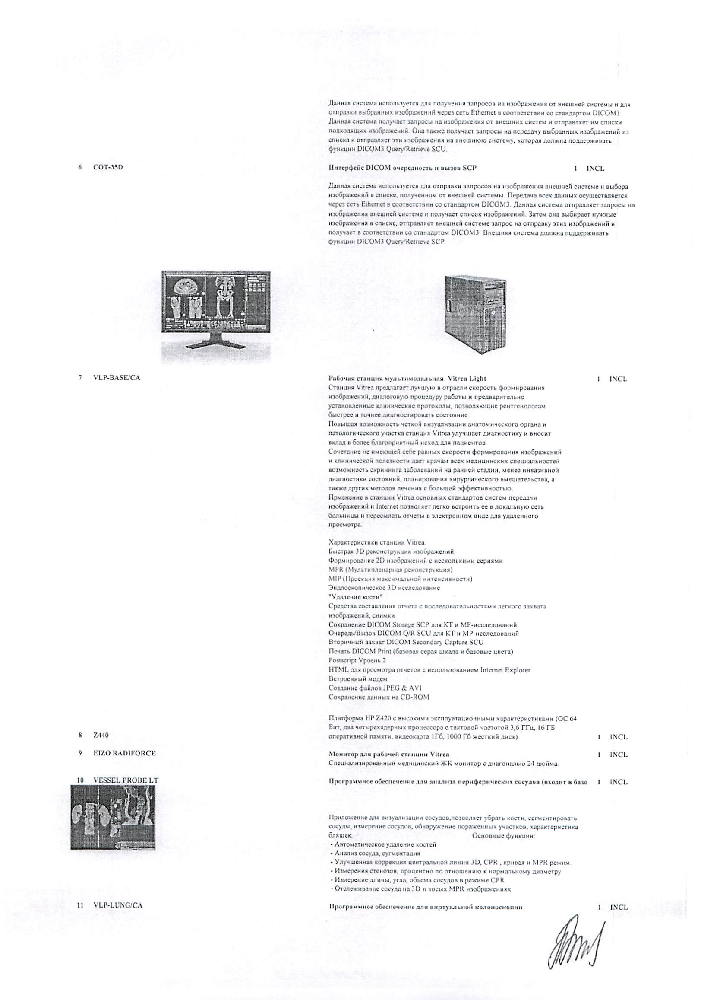 Данная система используется для получения запросов на изображения от внешней системы и для
отправки выбранных изображений через сеть Ethernet в соответствии со стандартом DICOM3.
Данная система получает запросы на изображения от внешних систем и отправляет им списки
подходящих изображений. Она также получает запросы на передачу выбранных изображений из
списка и отправляет эти изображения на внешнюю систему, которая должна поддерживать
функции DICOM3 Query/Retrieve SCU.
6 COT-35D Интерфейс DICOM очередность и вызов SCP 1 INCL
Данная система используется для отправки запросов на изображения внешней системе и выбора
изображений в списке, полученном от внешней системы. Передача всех данных осуществляется
через сеть Ethernet в соответствии со стандартом DICOM3. Данная система отправляет запросы на
изображения внешней системе и получает список изображений. Затем она выбирает нужные
изображения в списке, отправляет внешней системе запрос на отправку этих изображений и
получает в соответствии со стандартом DICOM3. Внешняя система должна поддерживать
функции DICOM3 Query/Retrieve SCP
7 VLP-BASE/CA Рабочая станция мультимодальная Vitrea Light 1 INCL
Станция Vitrea предлагает лучшую в отрасли скорость формирования
изображений, диалоговую процедуру работы и предварительно
установленные клинические протоколы, позволяющие рентгенологам
быстрее и точнее диагностировать состояние.
Повышая возможность четкой визуализации анатомического органа и
патологического участка станция Vitrea улучшает диагностику и вносит
вклад в более благоприятный исход для пациентов.
Сочетание не имеющей себе равных скорости формирования изображений
и клинической полезности дает врачам всех медицинских специальностей
возможность скрининга заболеваний на ранней стадии, менее инвазивной
диагностики состояний, планирования хирургического вмешательства, а
также других методов лечения с большей эффективностью.
Прменение в станции Vitrea основных стандартов систем передачи
изображений и Internet позволяет легко встроить ее в локальную сеть
больницы и пересылать отчеты в электронном виде для удаленного
просмотра.
Характеристики станции Vitrea:
Быстрая 3D реконструкция изображений
Формирование 2D изображений с несколькими сериями
MPR (Мультипланарная реконструкция)
MIP (Проекция максимальной интенсивности)
Эндлоскопическое 3D исследование
"Удаление кости"
Средства составления отчета с последовательностями легкого захвата
изображений, снимки
Сохранение DICOM Storage SCP для КТ и МР-исследований
Очередь/Вызов DICOM Q/R SCU для КТ и МР-исследований
Вторичный захват DICOM Secondary Capture SCU
Печать DICOM Print (базовая серая шкала и базовые цвета)
Postscript Уроень 2
HTML для просмотра отчетов с использованием Internet Explorer
Встроенный модем
Создание файлов JPEG & AVI
Сохранение данных на CD-ROM
Платформа HP Z420 с высокими эксплуатационными характеристиками (ОС 64
Бит, два четырехядерных процессора с тактовой частотой 3,6 ГГц, 16 ГБ
8 Z440 оперативной памяти, видеокарта 1Гб, 1000 Гб жесткий диск). 1 INCL
9 EIZO RADIFORCE Монитор для рабочей станции Vitrea 1 INCL
Специализированный медицинский ЖК монитор с диагональю 24 дюйма.
10 VESSEL PROBE LT Программное обеспечение для анализа периферических сосудов (входит в базо 1 INCL
Приложение для визуализации сосудов,позволяет убрать кости, сегментировать
сосуды, измерение сосудов, обнаружение пораженных участков, характеристика
бляшек. Основные функции:
- Автоматическое удаление костей
- Анализ сосуда, сугментация
- Улучшенная коррекция центральной линии 3D, CPR , кривая и MPR режим.
- Измерения стенозов, процентно по отношению к нормальному диаметру
- Измерение длины, угла, объема сосудов в режиме CPR
- Отслеживание сосуда на 3D и косых MPR изображениях
11 VLP-LUNG/CA Программное обеспечение для виртуальной колоноскопии 1 INCL